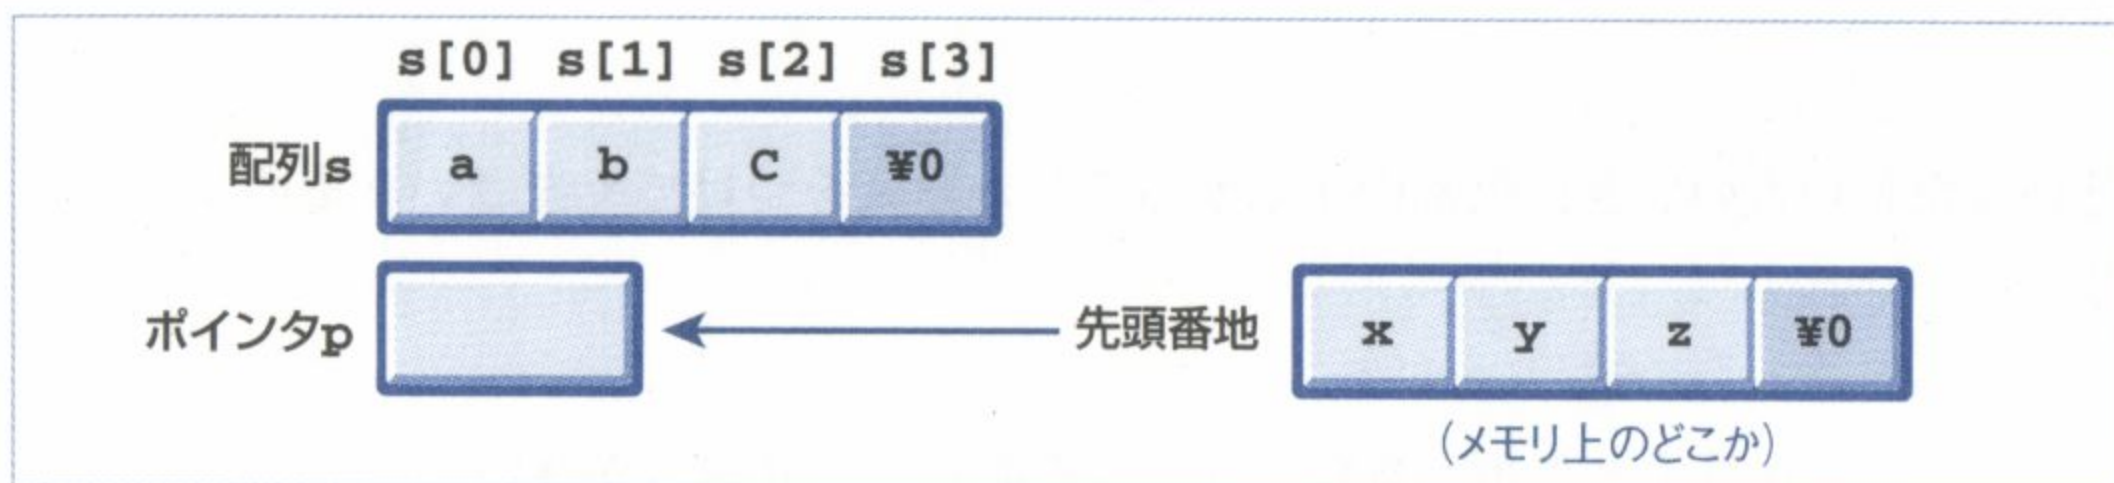 s[0] s[1] s[2] s[3]
配列s a b C ¥0
ポインタp 先頭番地 x y z ¥0
(メモリ上のどこか)